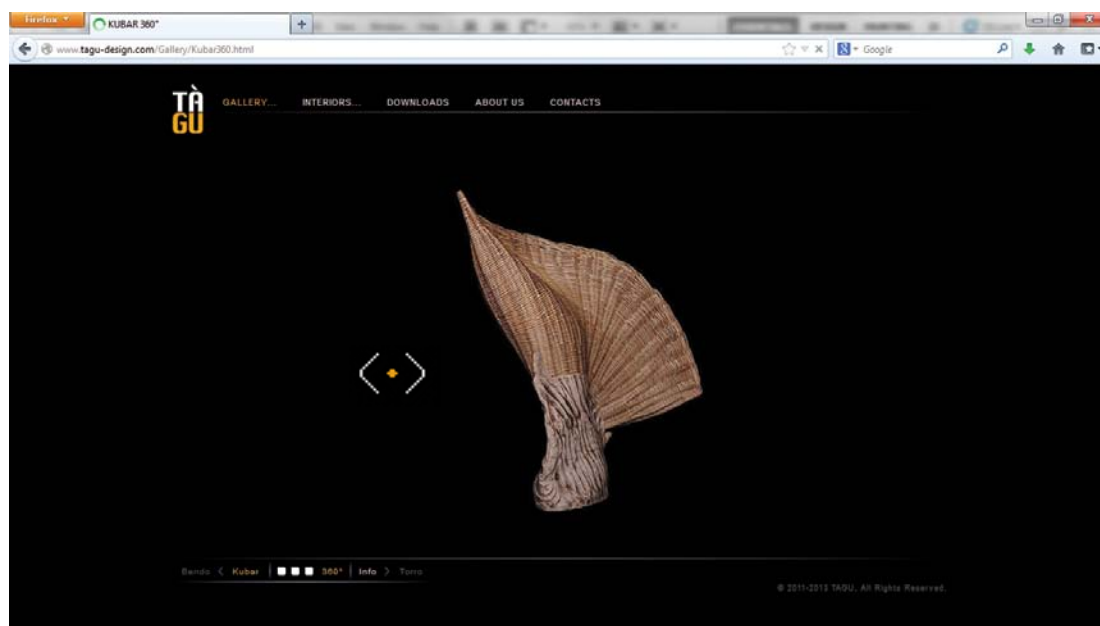 Firefox
KUBAR 360°
www.tagu-design.com/Gallery/Kubar360.html
Google
TÀ
GU
GALLERY... INTERIORS... DOWNLOADS ABOUT US CONTACTS
Bendo < Kubar | 360° | Info > Torro
© 2011-2013 TAGU. All Rights Reserved.